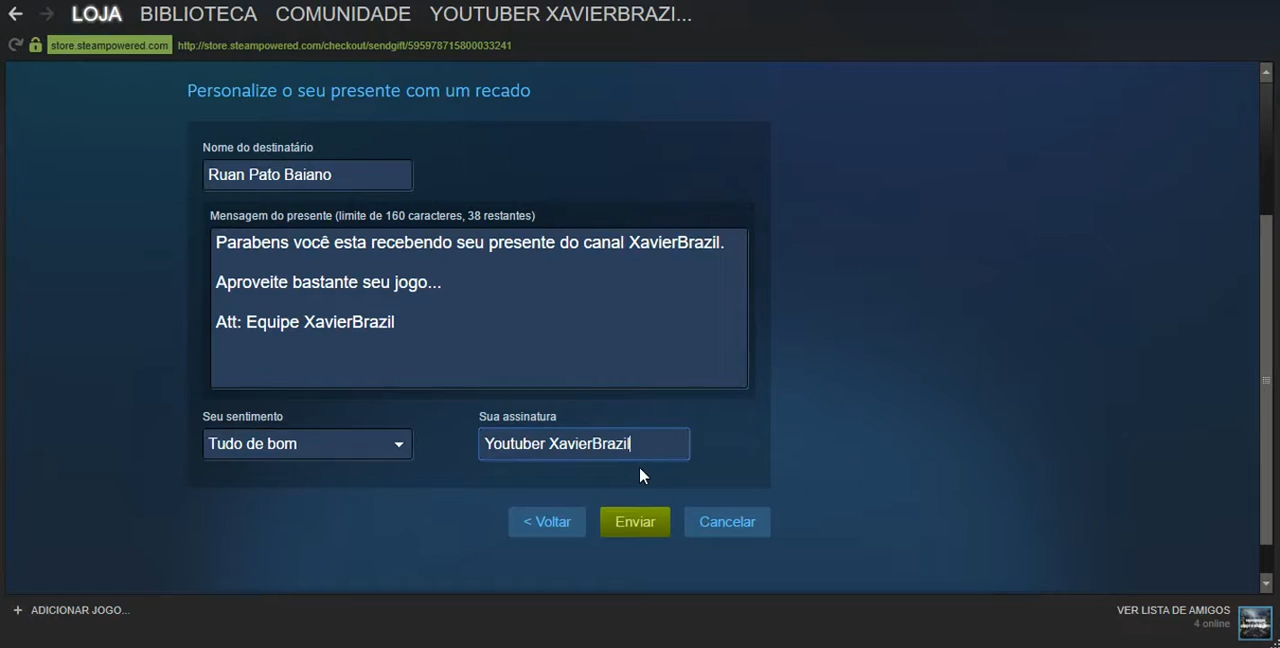 LOJA BIBLIOTECA COMUNIDADE YOUTUBER XAVIERBRAZI...
store.steampowered.com http://store.steampowered.com/checkout/sendgift/595978715800033241
Personalize o seu presente com um recado
Nome do destinatário
Ruan Pato Baiano
Mensagem do presente (limite de 160 caracteres, 38 restantes)
Parabens você esta recebendo seu presente do canal XavierBrazil.
Aproveite bastante seu jogo...
Att: Equipe XavierBrazil
Seu sentimento Sua assinatura
Tudo de bom Youtuber XavierBrazil
< Voltar Enviar Cancelar
+ ADICIONAR JOGO... VER LISTA DE AMIGOS
4 online